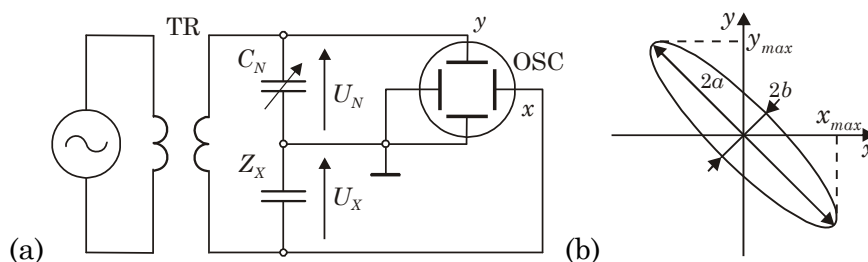 TR
y
C_N
U_N
OSC
x
Z_X
U_X
(a)
y
y_max
2a
2b
x_max
x
(b)